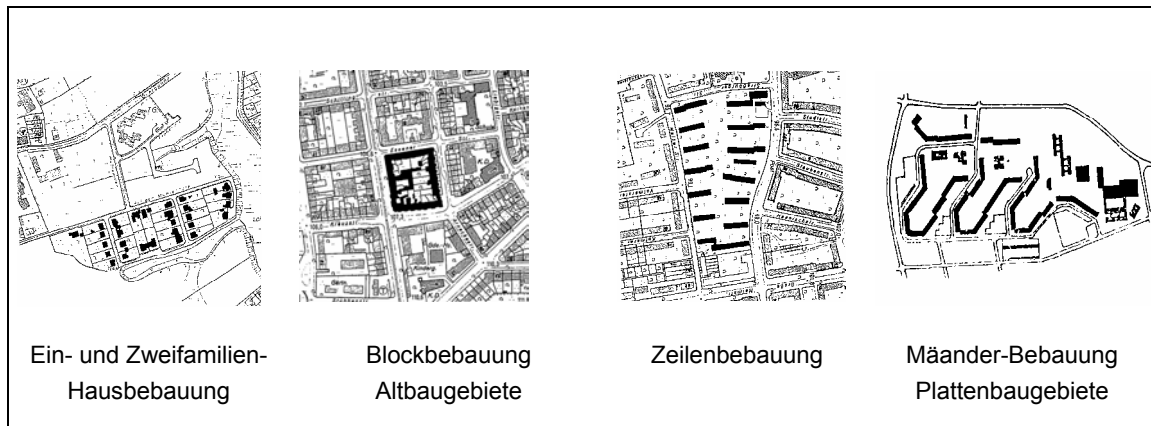 Ein- und Zweifamilien-
Hausbebauung
Blockbebauung
Altbaugebiete
Zeilenbebauung
Mäander-Bebauung
Plattenbaugebiete